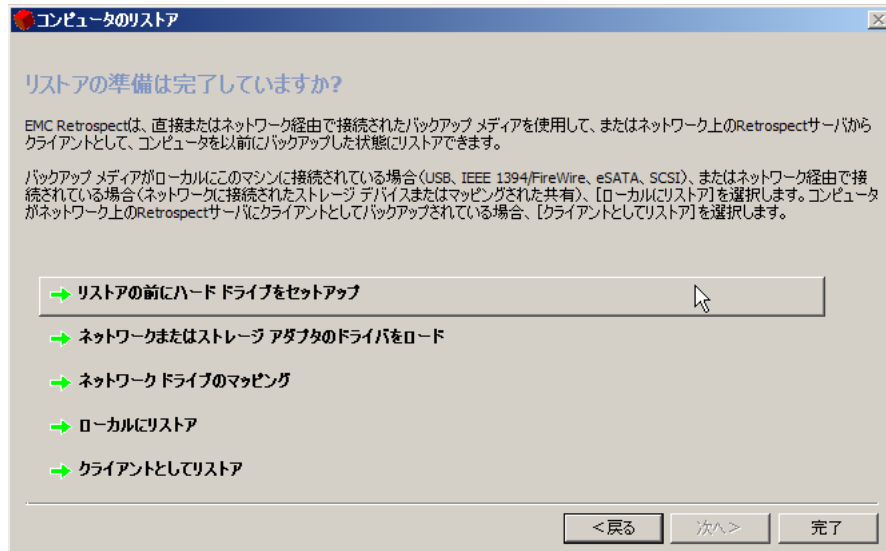 コンピュータのリストア
リストアの準備は完了していますか?
EMC Retrospectは、直接またはネットワーク経由で接続されたバックアップ メディアを使用して、またはネットワーク上のRetrospectサーバから
クライアントとして、コンピュータを以前にバックアップした状態にリストアできます。
バックアップ メディアがローカルにこのマシンに接続されている場合(USB、IEEE 1394/FireWire、eSATA、SCSI)、またはネットワーク経由で接
続されている場合(ネットワークに接続されたストレージ デバイスまたはマッピングされた共有)、[ローカルにリストア]を選択します。コンピュータ
がネットワーク上のRetrospectサーバにクライアントとしてバックアップされている場合、[クライアントとしてリストア]を選択します。
リストアの前にハード ドライブをセットアップ
ネットワークまたはストレージ アダプタのドライバをロード
ネットワーク ドライブのマッピング
ローカルにリストア
クライアントとしてリストア
<戻る 次へ> 完了